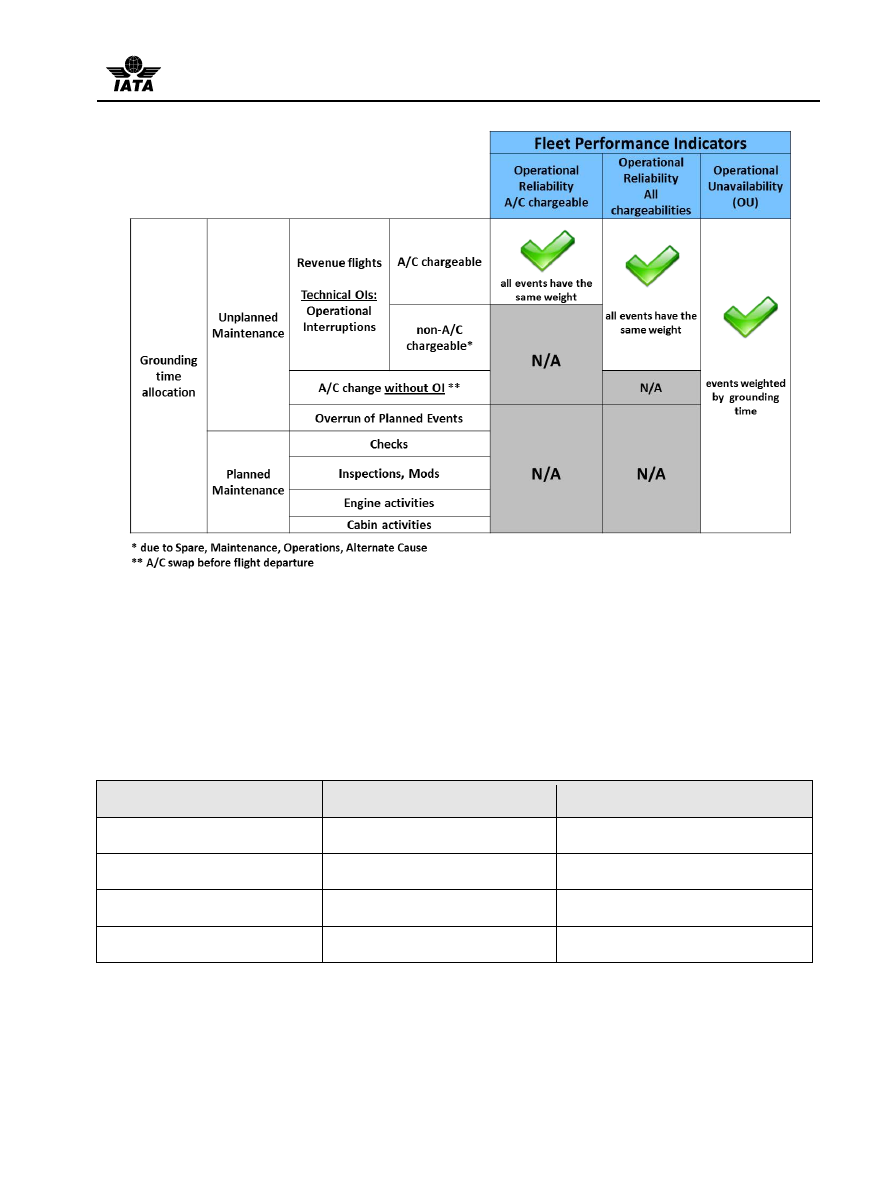 IATA
Fleet Performance Indicators
Operational
Reliability
A/C chargeable
Operational
Reliability
All
chargeabilities
Operational
Unavailability
(OU)
Grounding
time
allocation
Unplanned
Maintenance
Revenue flights
Technical OIs:
Operational
Interruptions
A/C chargeable
all events have the
same weight
non-A/C
chargeable*
all events have the
same weight
N/A
A/C change without OI **
N/A
events weighted
by grounding
time
Overrun of Planned Events
Planned
Maintenance
Checks
Inspections, Mods
Engine activities
Cabin activities
N/A
N/A
* due to Spare, Maintenance, Operations, Alternate Cause
** A/C swap before flight departure